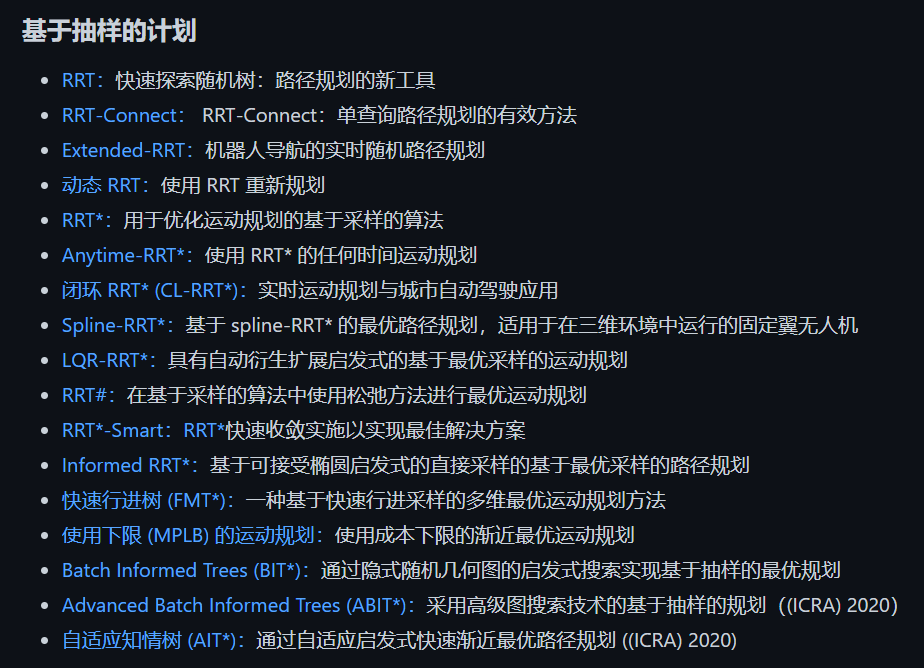 基于抽样的计划
RRT：快速探索随机树：路径规划的新工具
RRT-Connect： RRT-Connect：单查询路径规划的有效方法
Extended-RRT：机器人导航的实时随机路径规划
动态 RRT：使用 RRT 重新规划
RRT*：用于优化运动规划的基于采样的算法
Anytime-RRT*：使用 RRT* 的任何时间运动规划
闭环 RRT* (CL-RRT*)：实时运动规划与城市自动驾驶应用
Spline-RRT*：基于 spline-RRT* 的最优路径规划，适用于在三维环境中运行的固定翼无人机
LQR-RRT*：具有自动衍生扩展启发式的基于最优采样的运动规划
RRT#：在基于采样的算法中使用松弛方法进行最优运动规划
RRT*-Smart：RRT*快速收敛实施以实现最佳解决方案
Informed RRT*：基于可接受椭圆启发式的直接采样的基于最优采样的路径规划
快速行进树 (FMT*)：一种基于快速行进采样的多维最优运动规划方法
使用下限 (MPLB) 的运动规划：使用成本下限的渐近最优运动规划
Batch Informed Trees (BIT*)：通过隐式随机几何图的启发式搜索实现基于抽样的最优规划
Advanced Batch Informed Trees (ABIT*)：采用高级图搜索技术的基于抽样的规划（(ICRA) 2020）
自适应知情树 (AIT*)：通过自适应启发式快速渐近最优路径规划 ((ICRA) 2020)